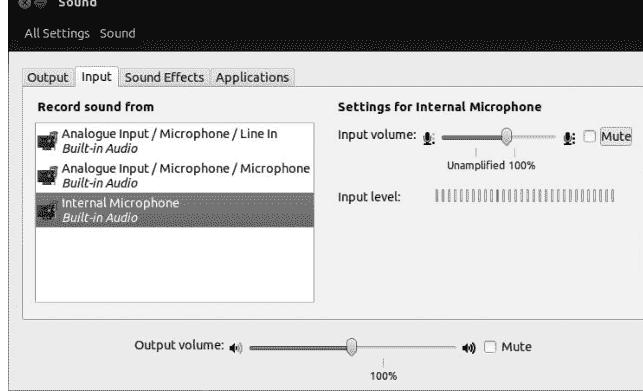 Sound
All Settings Sound
Output Input Sound Effects Applications
Record sound from
Analogue Input / Microphone / Line In
Built-in Audio
Analogue Input / Microphone / Microphone
Built-in Audio
Internal Microphone
Built-in Audio
Settings for Internal Microphone
Input volume: Mute
Unamplified 100%
Input level:
Output volume: Mute
100%